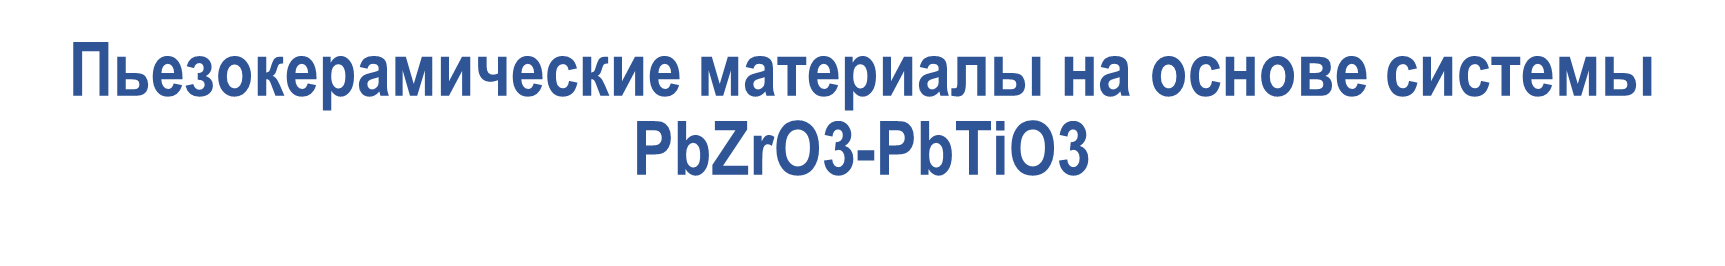 Пьезокерамические материалы на основе системы
PbZrO3-PbTiO3